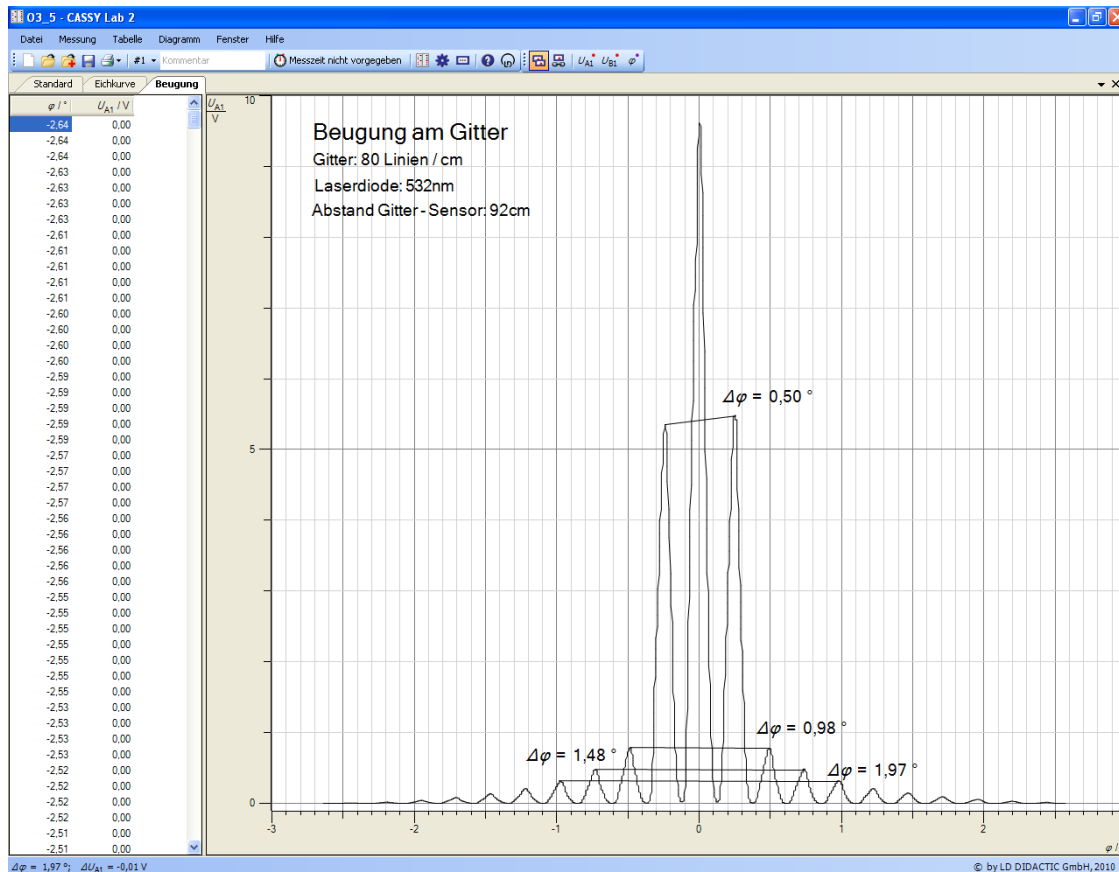 03_5 - CASSY Lab 2
Datei Messung Tabelle Diagramm Fenster Hilfe
#1 Kommentar Messzeit nicht vorgegeben UA1 UB1 φ
Standard Eichkurve Beugung
φ / ° UA1 / V
-2,64 0,00
-2,64 0,00
-2,64 0,00
-2,63 0,00
-2,63 0,00
-2,63 0,00
-2,63 0,00
-2,61 0,00
-2,61 0,00
-2,61 0,00
-2,61 0,00
-2,61 0,00
-2,60 0,00
-2,60 0,00
-2,60 0,00
-2,60 0,00
-2,59 0,00
-2,59 0,00
-2,59 0,00
-2,59 0,00
-2,59 0,00
-2,57 0,00
-2,57 0,00
-2,57 0,00
-2,57 0,00
-2,56 0,00
-2,56 0,00
-2,56 0,00
-2,56 0,00
-2,56 0,00
-2,55 0,00
-2,55 0,00
-2,55 0,00
-2,55 0,00
-2,55 0,00
-2,55 0,00
-2,55 0,00
-2,53 0,00
-2,53 0,00
-2,53 0,00
-2,53 0,00
-2,52 0,00
-2,52 0,00
-2,52 0,00
-2,52 0,00
-2,51 0,00
-2,51 0,00
UA1
V
10
5
0
Beugung am Gitter
Gitter: 80 Linien / cm
Laserdiode: 532nm
Abstand Gitter - Sensor: 92cm
Δφ = 0,50 °
Δφ = 0,98 °
Δφ = 1,48 °
Δφ = 1,97 °
-3 -2 -1 0 1 2
φ /
Δφ = 1,97 °; ΔUA1 = -0,01 V
© by LD DIDACTIC GmbH, 2010